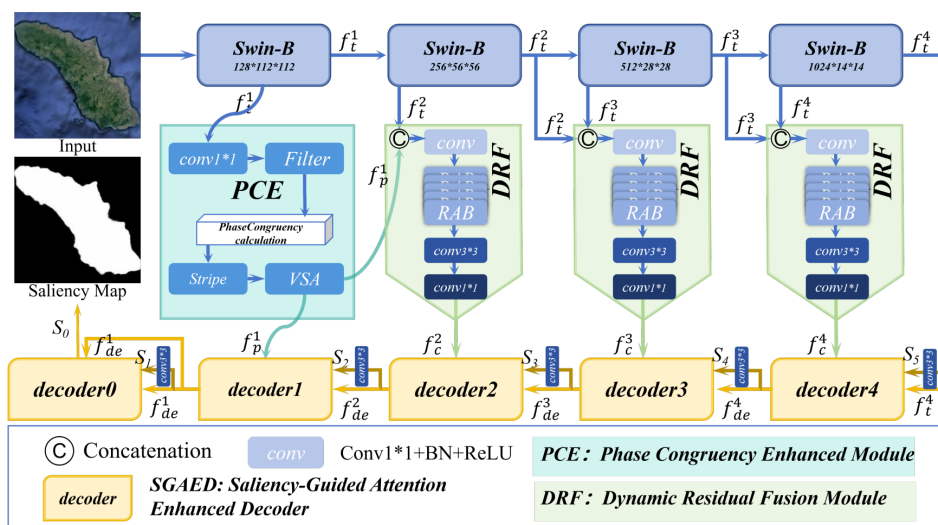 Swin-B
128*112*112
f_t^1
Swin-B
256*56*56
f_t^2
Swin-B
512*28*28
f_t^3
Swin-B
1024*14*14
f_t^4
Input
f_t^1
conv1*1
Filter
PCE
PhaseCongruency
calculation
Stripe
VSA
f_p^1
f_t^2
C
conv
RAB
conv3*3
conv1*1
DRF
f_t^2
f_t^3
C
conv
RAB
conv3*3
conv1*1
DRF
f_t^3
f_t^4
C
conv
RAB
conv3*3
conv1*1
DRF
Saliency Map
S_0
f_de^1
S_1
conv3*3
f_p^1
S_2
conv3*3
f_c^2
S_3
conv3*3
f_c^3
S_4
conv3*3
f_c^4
S_5
conv3*3
decoder0
f_de^1
decoder1
f_de^2
decoder2
f_de^3
decoder3
f_de^4
decoder4
f_t^4
C Concatenation
conv Conv1*1+BN+ReLU
PCE: Phase Congruency Enhanced Module
decoder SGAED: Saliency-Guided Attention
Enhanced Decoder
DRF: Dynamic Residual Fusion Module